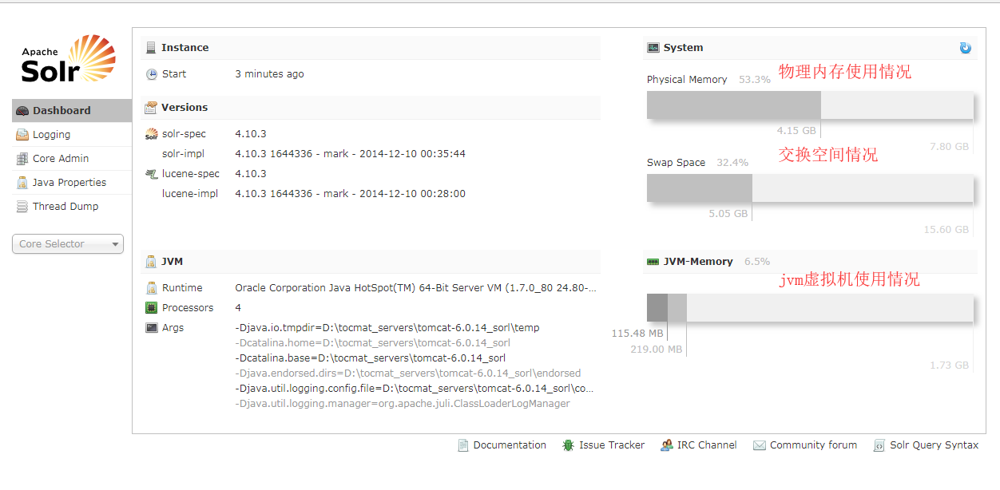 Apache
Solr
Dashboard
Logging
Core Admin
Java Properties
Thread Dump
Core Selector
Instance
Start 3 minutes ago
Versions
solr-spec 4.10.3
solr-impl 4.10.3 1644336 - mark - 2014-12-10 00:35:44
lucene-spec 4.10.3
lucene-impl 4.10.3 1644336 - mark - 2014-12-10 00:28:00
JVM
Runtime Oracle Corporation Java HotSpot(TM) 64-Bit Server VM (1.7.0_80 24.80-...
Processors 4
Args -Djava.io.tmpdir=D:\tocmat_servers\tomcat-6.0.14_sorl\temp
-Dcatalina.home=D:\tocmat_servers\tomcat-6.0.14_sorl
-Dcatalina.base=D:\tocmat_servers\tomcat-6.0.14_sorl
-Djava.endorsed.dirs=D:\tocmat_servers\tomcat-6.0.14_sorl\endorsed
-Djava.util.logging.config.file=D:\tocmat_servers\tomcat-6.0.14_sorl\co...
-Djava.util.logging.manager=org.apache.juli.ClassLoaderLogManager
System
Physical Memory 53.3% 物理内存使用情况
4.15 GB
7.80 GB
Swap Space 32.4% 交换空间情况
5.05 GB
15.60 GB
JVM-Memory 6.5%
jvm虚拟机使用情况
115.48 MB
219.00 MB
1.73 GB
Documentation Issue Tracker IRC Channel Community forum Solr Query Syntax